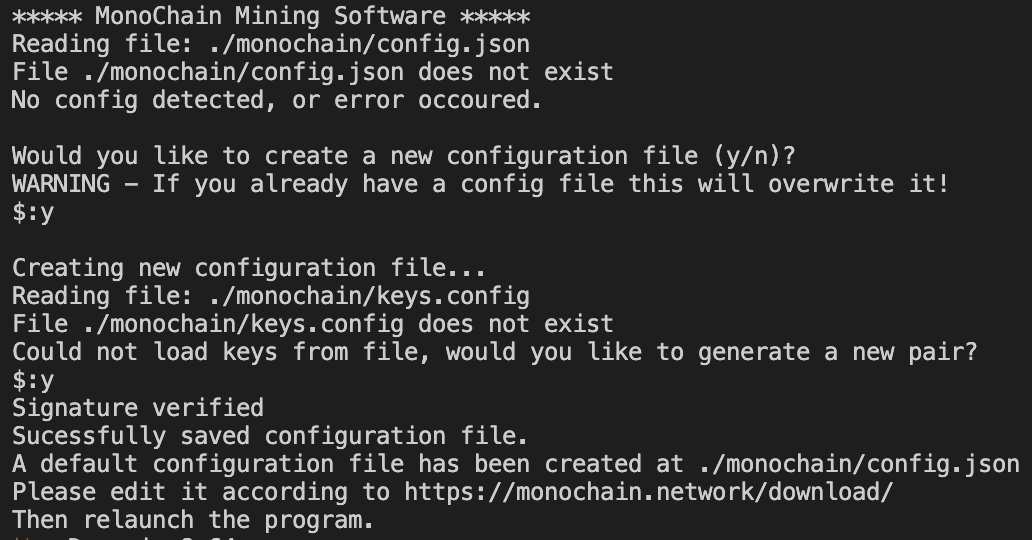 ***** MonoChain Mining Software *****
Reading file: ./monochain/config.json
File ./monochain/config.json does not exist
No config detected, or error occoured.
Would you like to create a new configuration file (y/n)?
WARNING – If you already have a config file this will overwrite it!
$:y
Creating new configuration file...
Reading file: ./monochain/keys.config
File ./monochain/keys.config does not exist
Could not load keys from file, would you like to generate a new pair?
$:y
Signature verified
Sucessfully saved configuration file.
A default configuration file has been created at ./monochain/config.json
Please edit it according to https://monochain.network/download/
Then relaunch the program.